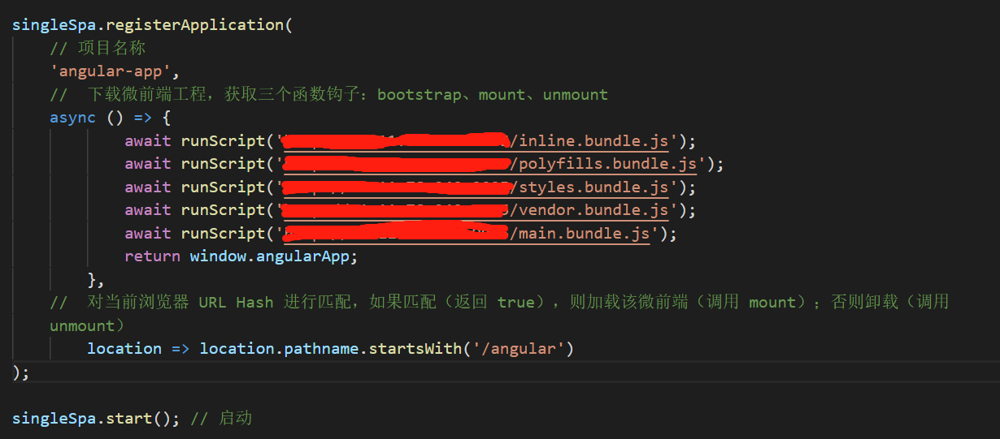 singleSpa.registerApplication(
// 项目名称
'angular-app',
// 下载微前端工程，获取三个函数钩子：bootstrap、mount、unmount
async () => {
await runScript('/inline.bundle.js');
await runScript('/polyfills.bundle.js');
await runScript('/styles.bundle.js');
await runScript('/vendor.bundle.js');
await runScript('/main.bundle.js');
return window.angularApp;
},
// 对当前浏览器 URL Hash 进行匹配，如果匹配（返回 true），则加载该微前端（调用 mount）；否则卸载（调用
unmount）
location => location.pathname.startsWith('/angular')
);
singleSpa.start(); // 启动